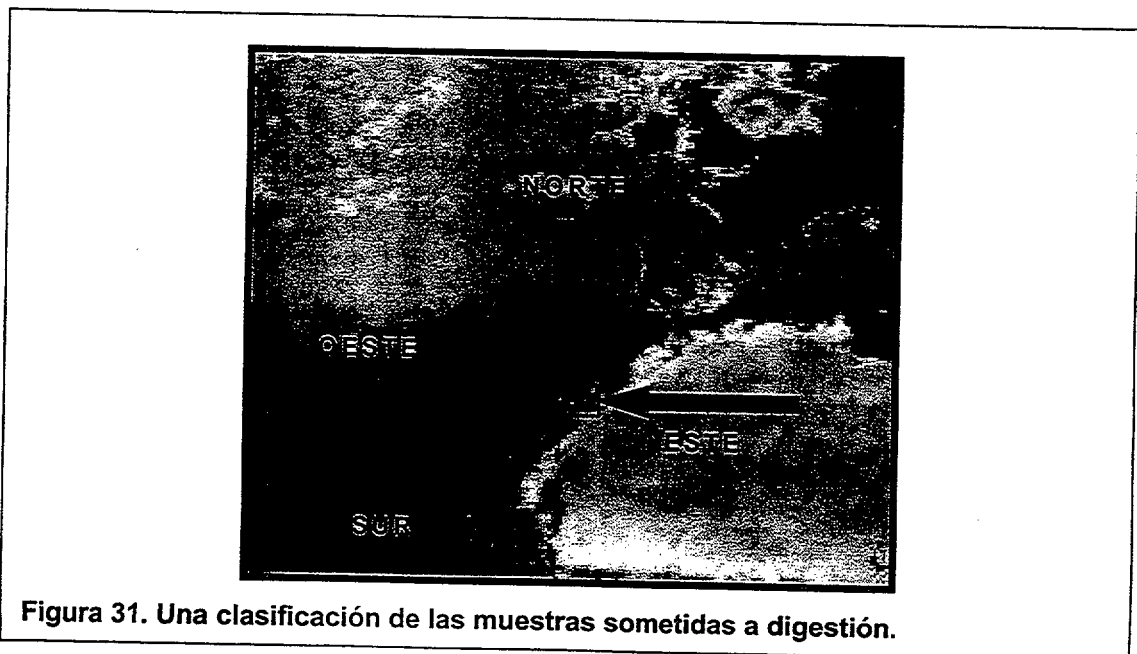 NORTE
OESTE
ESTE
SUR
Figura 31. Una clasificación de las muestras sometidas a digestión.